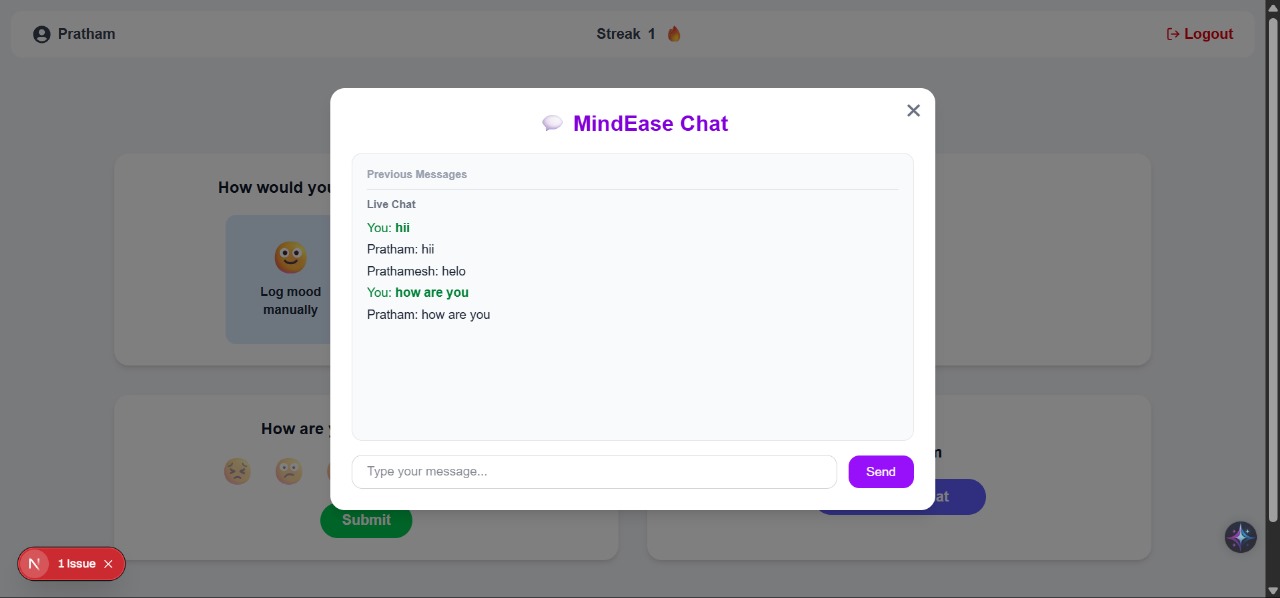 Pratham
Streak 1
Logout
MindEase Chat
Previous Messages
Live Chat
You: hii
Pratham: hii
Prathamesh: helo
You: how are you
Pratham: how are you
Type your message...
Send
How would you
Log mood
manually
How are
Submit
at
N
1 Issue